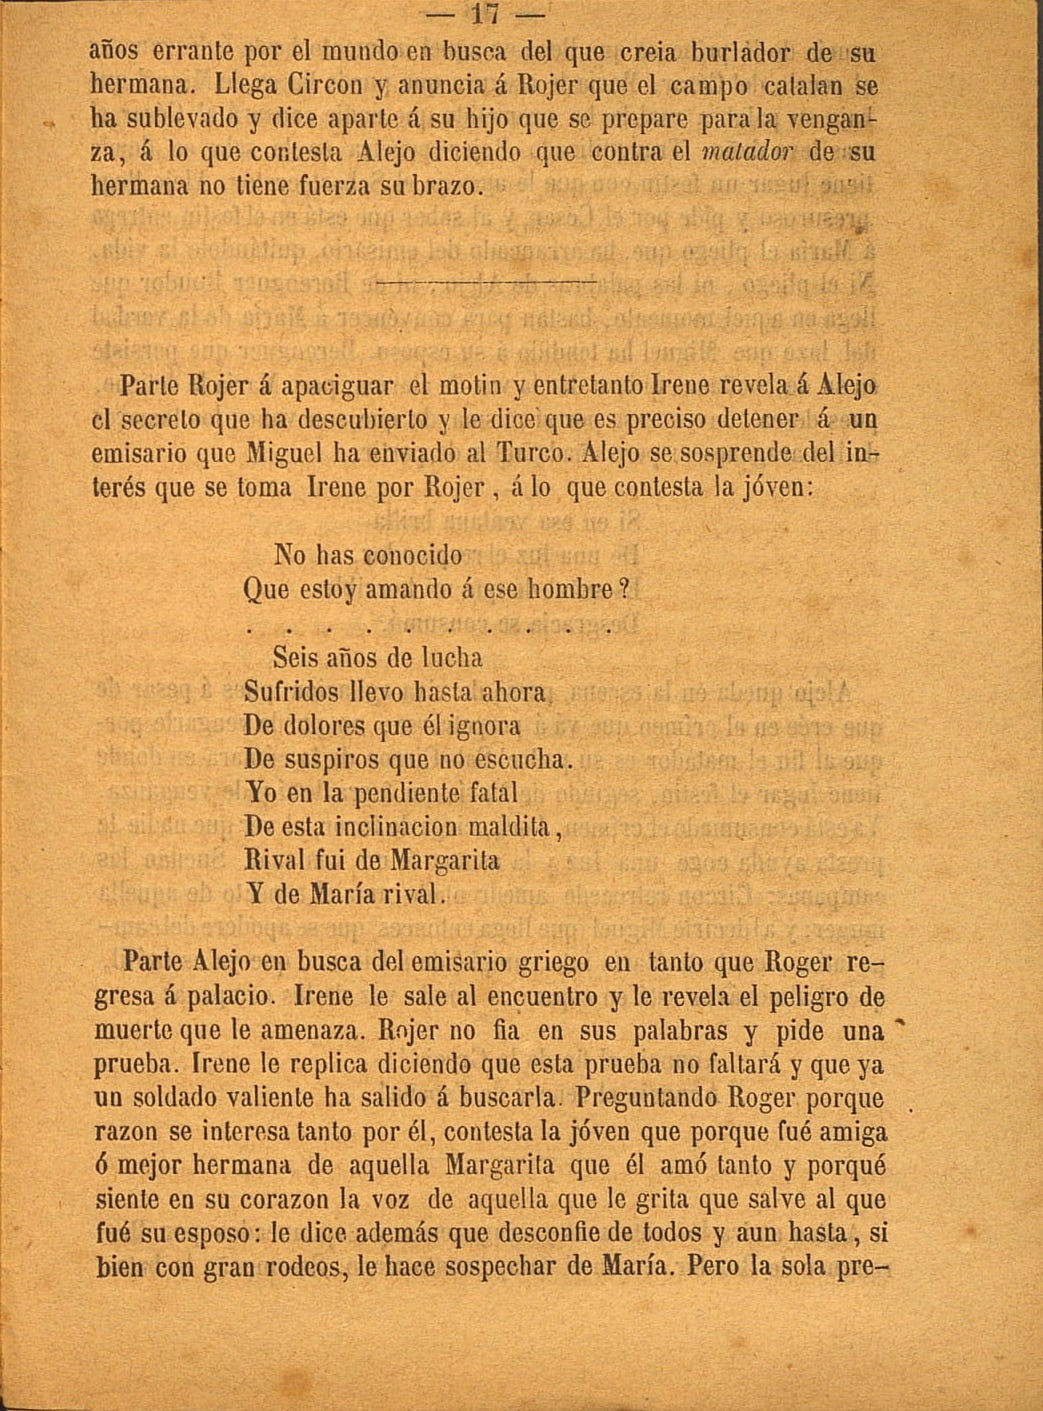 — 17 —
años errante por el mundo en busca del que creia burlador de su
hermana. Llega Circon y anuncia á Rojer que el campo catalan se
ha sublevado y dice aparte á su hijo que se prepare para la vengan-
za, á lo que contesta Alejo diciendo que contra el matador de su
hermana no tiene fuerza su brazo.
Parte Rojer á apaciguar el motin y entretanto Irene revela á Alejo
el secreto que ha descubierto y le dice que es preciso detener á un
emisario que Miguel ha enviado al Turco. Alejo se sosprende del in-
terés que se toma Irene por Rojer, á lo que contesta la jóven:
No has conocido
Que estoy amando á ese hombre?
. . . . . . . . . .
Seis años de lucha
Sufridos llevo hasta ahora
De dolores que él ignora
De suspiros que no escucha.
Yo en la pendiente fatal
De esta inclinacion maldita,
Rival fui de Margarita
Y de María rival.
Parte Alejo en busca del emisario griego en tanto que Roger re-
gresa á palacio. Irene le sale al encuentro y le revela el peligro de
muerte que le amenaza. Rojer no fia en sus palabras y pide una
prueba. Irene le replica diciendo que esta prueba no faltará y que ya
un soldado valiente ha salido á buscarla. Preguntando Roger porque
razon se interesa tanto por él, contesta la jóven que porque fué amiga
ó mejor hermana de aquella Margarita que él amó tanto y porqué
siente en su corazon la voz de aquella que le grita que salve al que
fué su esposo: le dice además que desconfie de todos y aun hasta, si
bien con gran rodeos, le hace sospechar de María. Pero la sola pre-